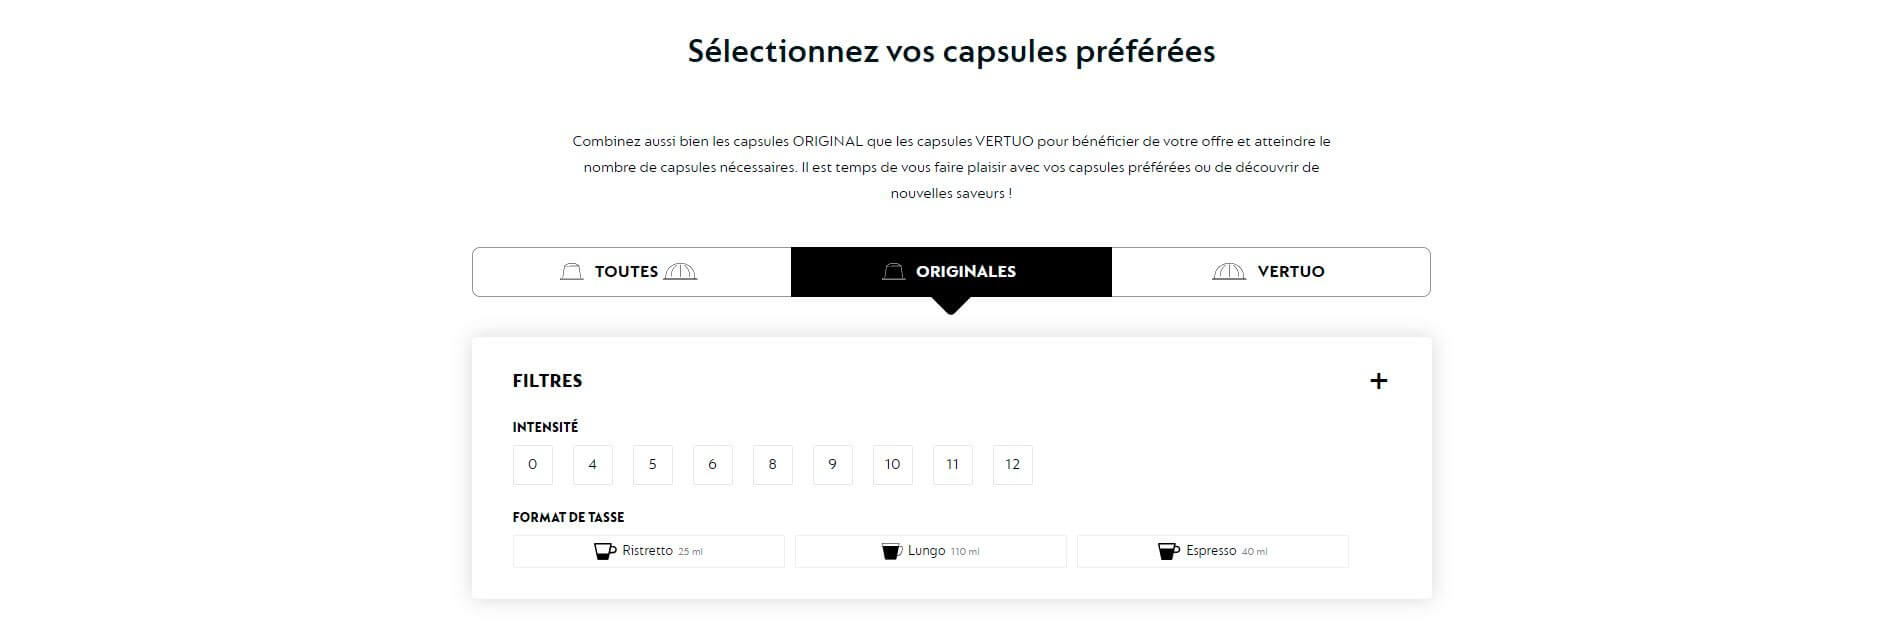 Sélectionnez vos capsules préférées
Combinez aussi bien les capsules ORIGINAL que les capsules VERTUO pour bénéficier de votre offre et atteindre le
nombre de capsules nécessaires. Il est temps de vous faire plaisir avec vos capsules préférées ou de découvrir de
nouvelles saveurs !
TOUTES ORIGINALES VERTUO
FILTRES +
INTENSITÉ
0 4 5 6 8 9 10 11 12
FORMAT DE TASSE
Ristretto 25 ml Lungo 110 ml Espresso 40 ml